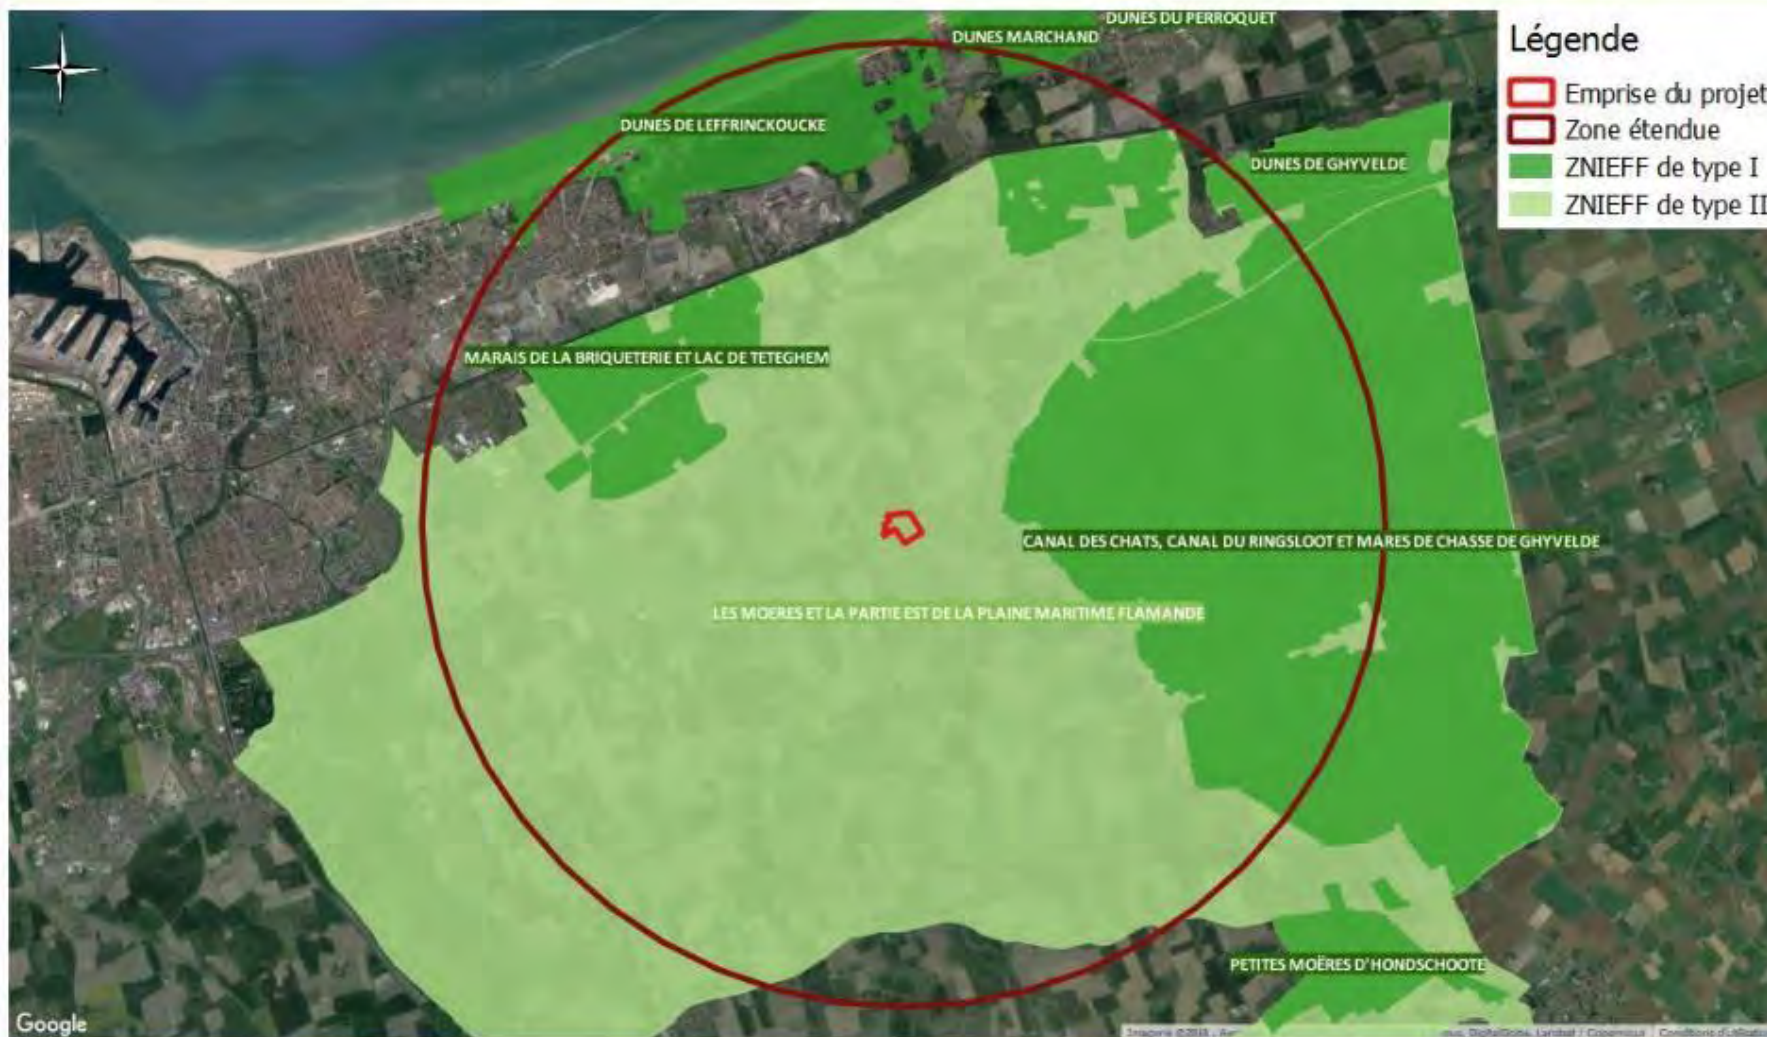 DUNES DU PERROQUET
DUNES MARCHAND
Légende
Emprise du projet
Zone étendue
ZNIEFF de type I
ZNIEFF de type II
DUNES DE LEFFRINCKOUCKE
DUNES DE GHYVELDE
MARAIS DE LA BRIQUETERIE ET LAC DE TETEGHEM
CANAL DES CHATS, CANAL DU RINGSLOOT ET MARES DE CHASSE DE GHYVELDE
LES MOERES ET LA PARTIE EST DE LA PLAINE MARITIME FLAMANDE
PETITES MOËRES D'HONDSCHOOTE
Google
DigitalGlobe, Landsat / Copernicus